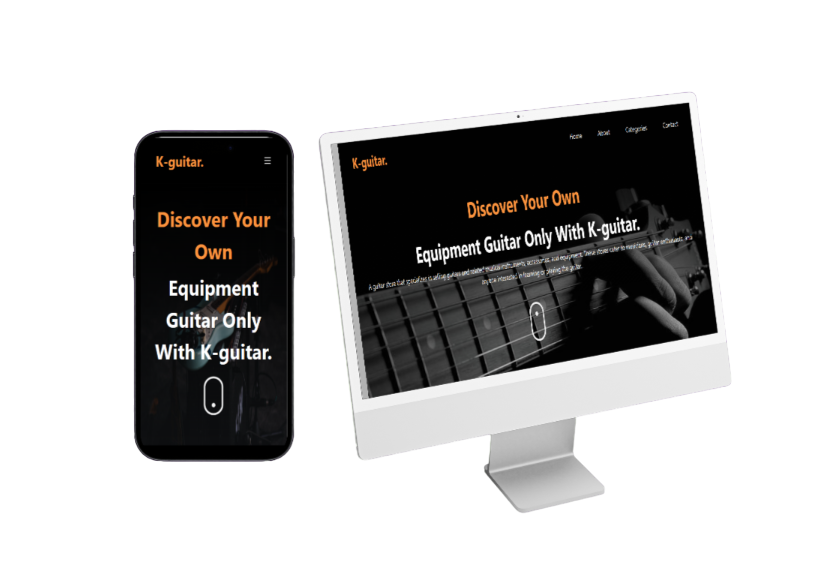 K-guitar.
Discover Your
Own
Equipment
Guitar Only
With K-guitar.
Home About Categories Contact
K-guitar.
Discover Your Own
Equipment Guitar Only With K-guitar.
A guitar store that specializes in selling guitars and related musical instruments, accessories, and equipment. These stores cater to musicians, guitar enthusiasts, and
anyone interested in learning or playing the guitar.